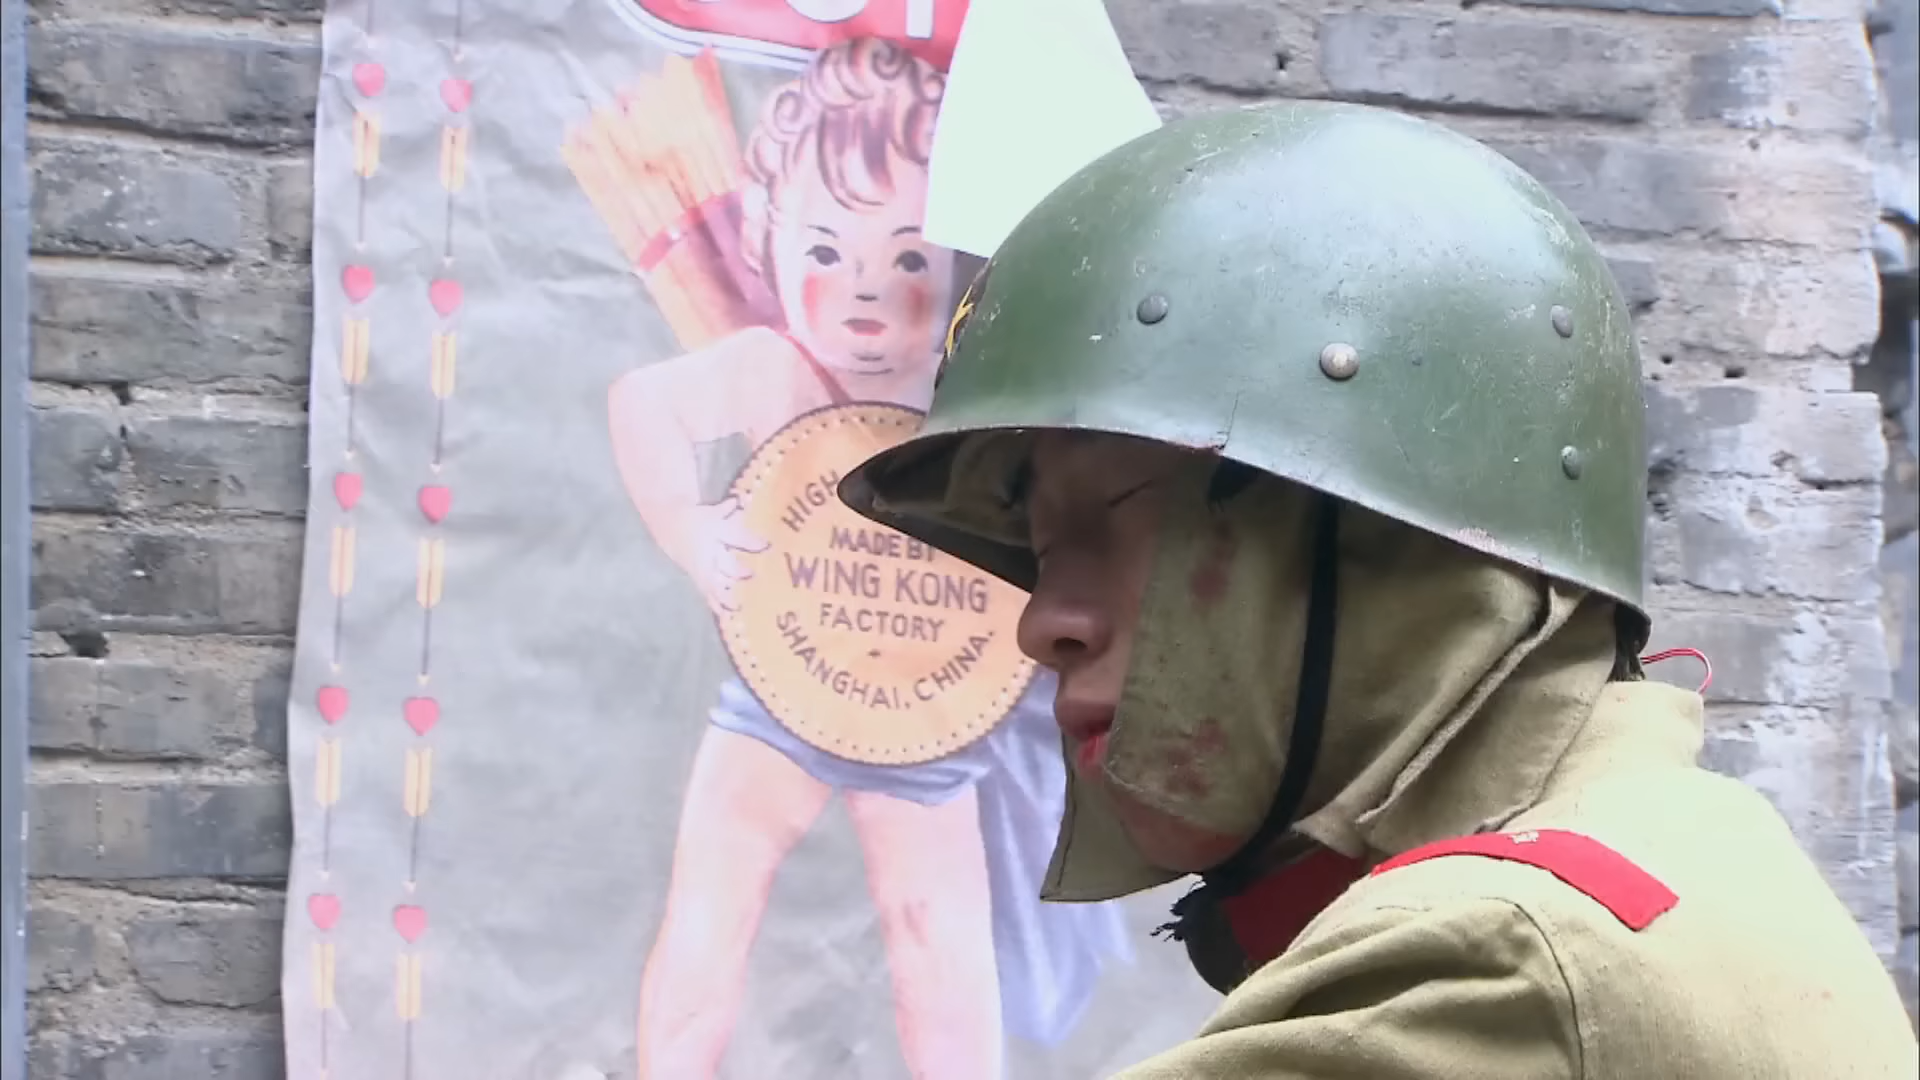 HIGH
MADE BY
WING KONG
FACTORY
SHANGHAI, CHINA.